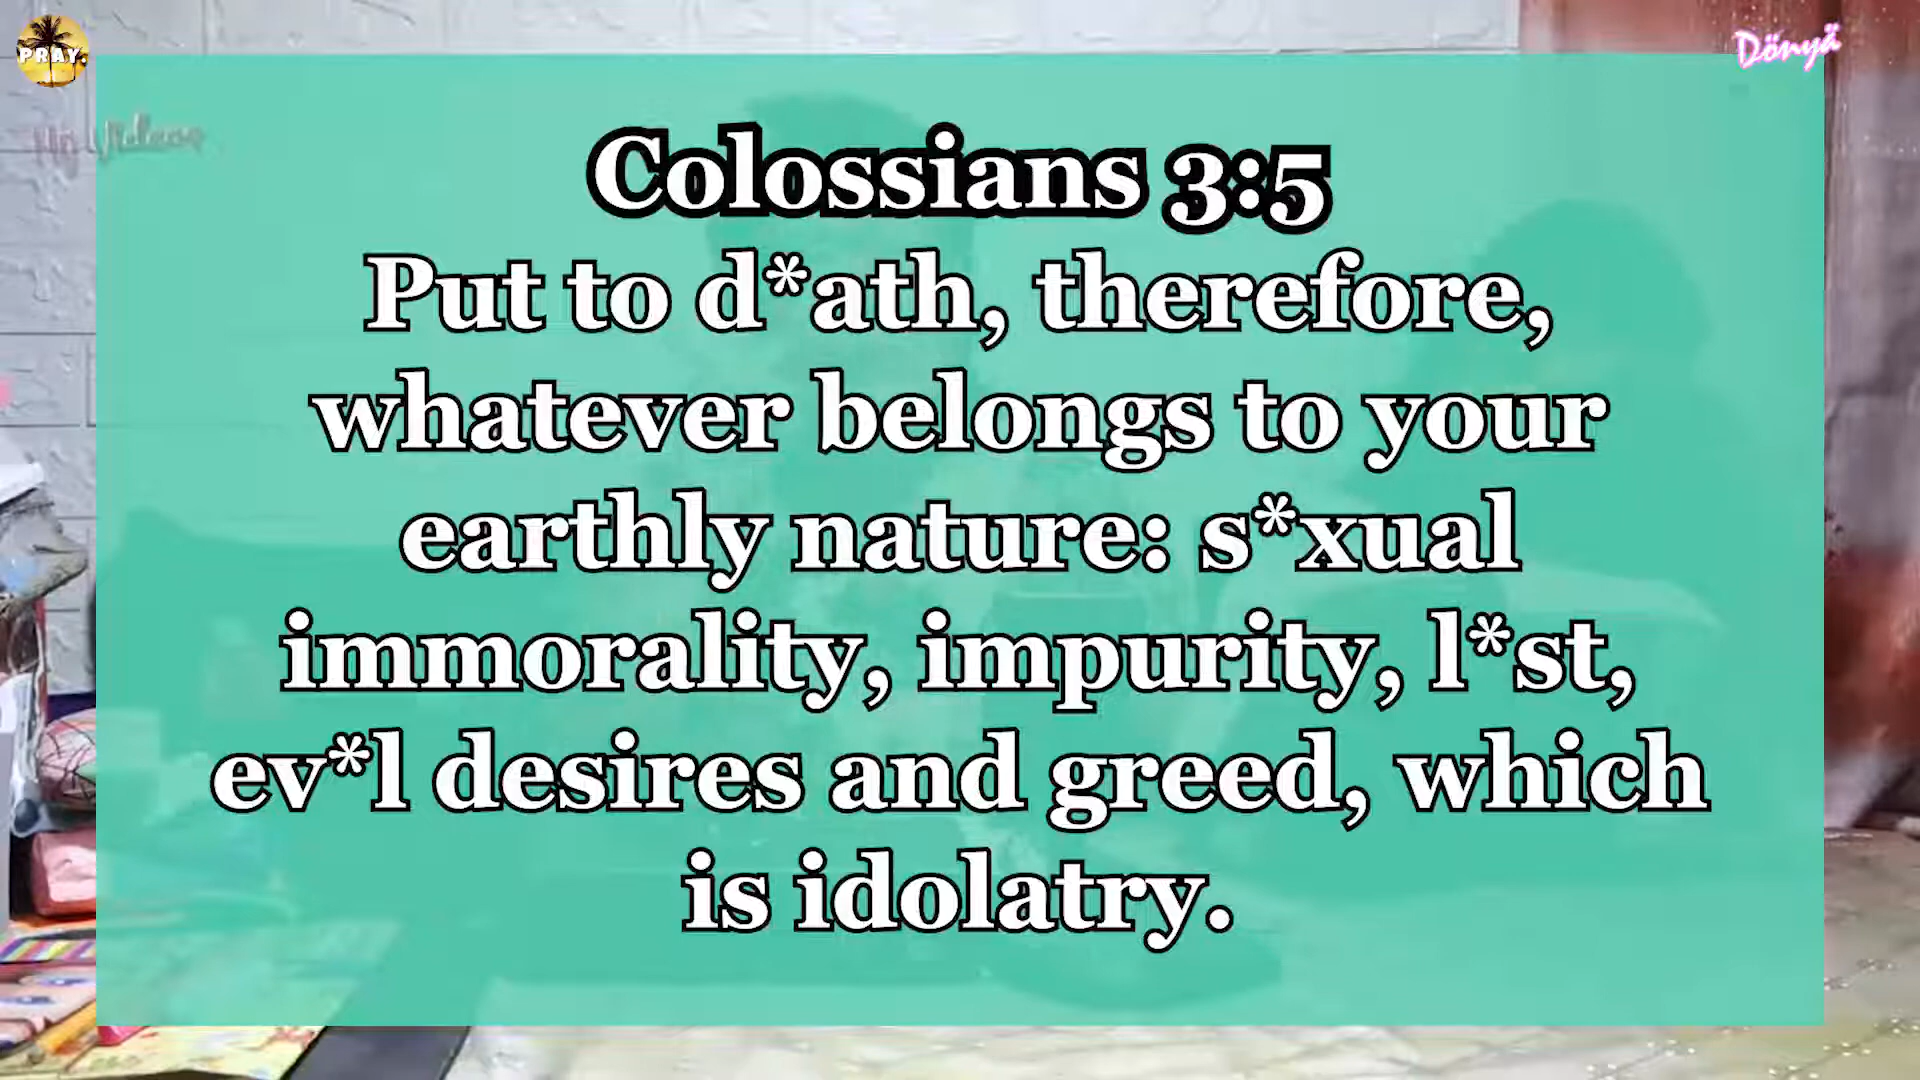 PRAY.
Dönyä
Colossians 3:5
Put to d*ath, therefore,
whatever belongs to your
earthly nature: s*xual
immorality, impurity, l*st,
ev*l desires and greed, which
is idolatry.